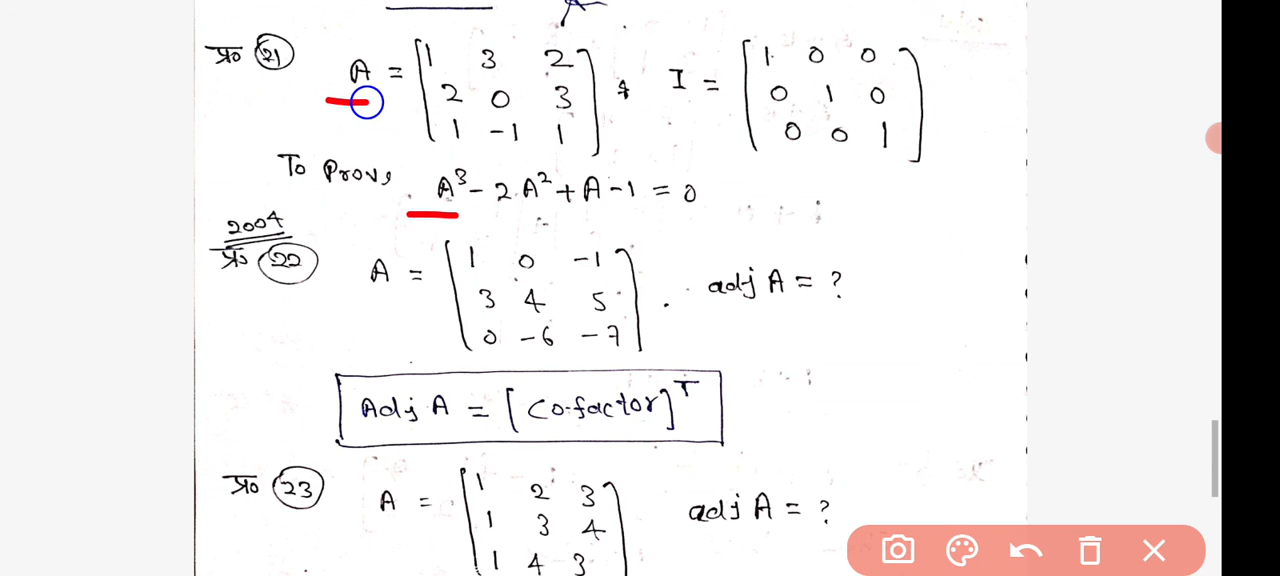 प्र० 21 A = [1 3 2 2 0 3 1 -1 1] & I = [1 0 0 0 1 0 0 0 1]
To Prove A³ - 2A² + A - 1 = 0
2004
प्र० 22 A = [1 0 -1 3 4 5 0 -6 -7] . adj A = ?
Adj A = [Co-factor]ᵀ
प्र० 23 A = [1 2 3 1 3 4 1 4 3] adj A = ?